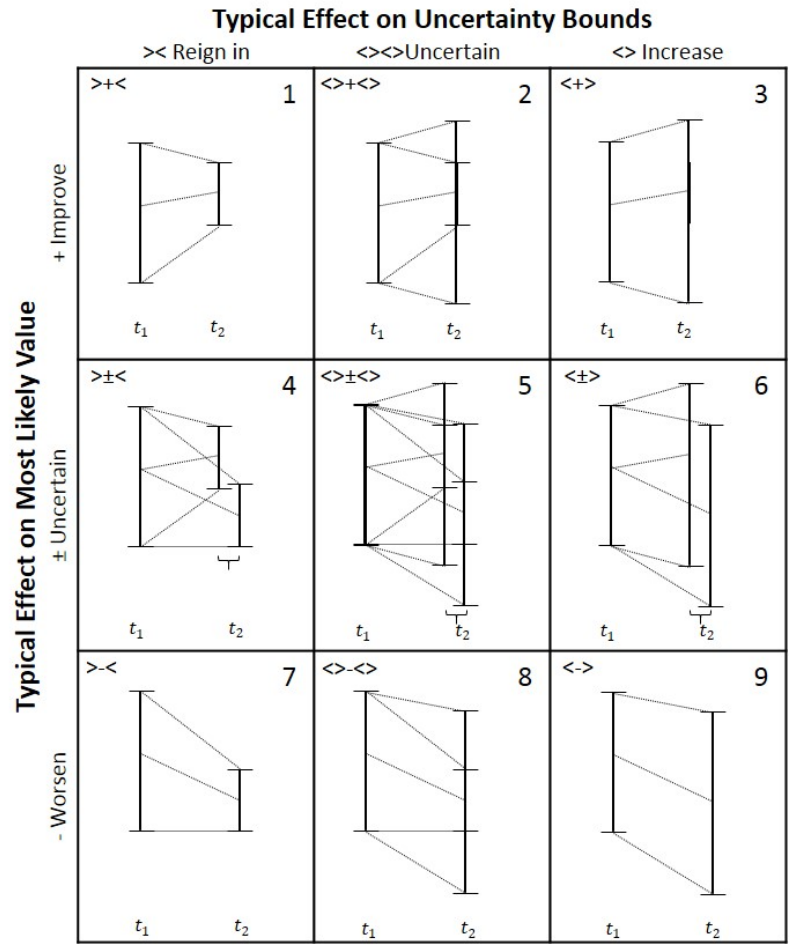 Typical Effect on Uncertainty Bounds
>< Reign in
<><>Uncertain
<> Increase
Typical Effect on Most Likely Value
+ Improve
>+<
1
t1
t2
<>+<>
2
t1
t2
<+>
3
t1
t2
± Uncertain
>±<
4
t1
t2
<>±<>
5
t1
t2
<±>
6
t1
t2
- Worsen
>-<
7
t1
t2
<>-<>
8
t1
t2
<->
9
t1
t2